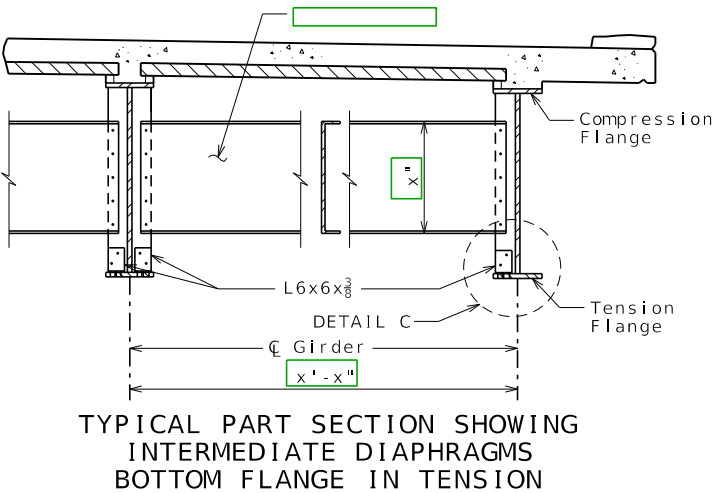 Compression
Flange
x"
L6x6x3/8
Tension
Flange
DETAIL C
℄ Girder
x'-x"
TYPICAL PART SECTION SHOWING
INTERMEDIATE DIAPHRAGMS
BOTTOM FLANGE IN TENSION